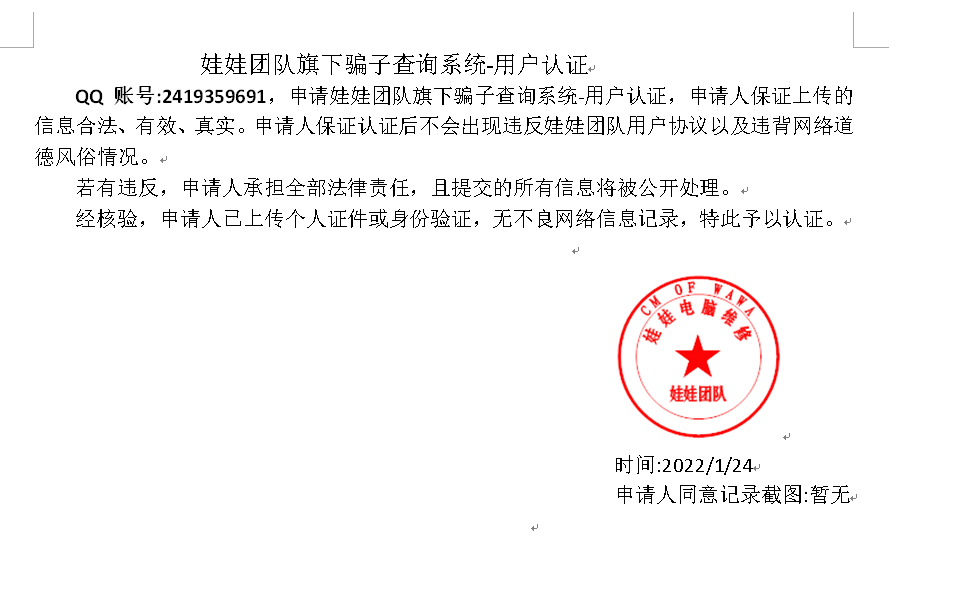 娃娃团队旗下骗子查询系统-用户认证
QQ 账号:2419359691，申请娃娃团队旗下骗子查询系统-用户认证，申请人保证上传的
信息合法、有效、真实。申请人保证认证后不会出现违反娃娃团队用户协议以及违背网络道
德风俗情况。
若有违反，申请人承担全部法律责任，且提交的所有信息将被公开处理。
经核验，申请人已上传个人证件或身份验证，无不良网络信息记录，特此予以认证。
CM OF WAWA
娃娃电脑维修
娃娃团队
时间:2022/1/24
申请人同意记录截图:暂无